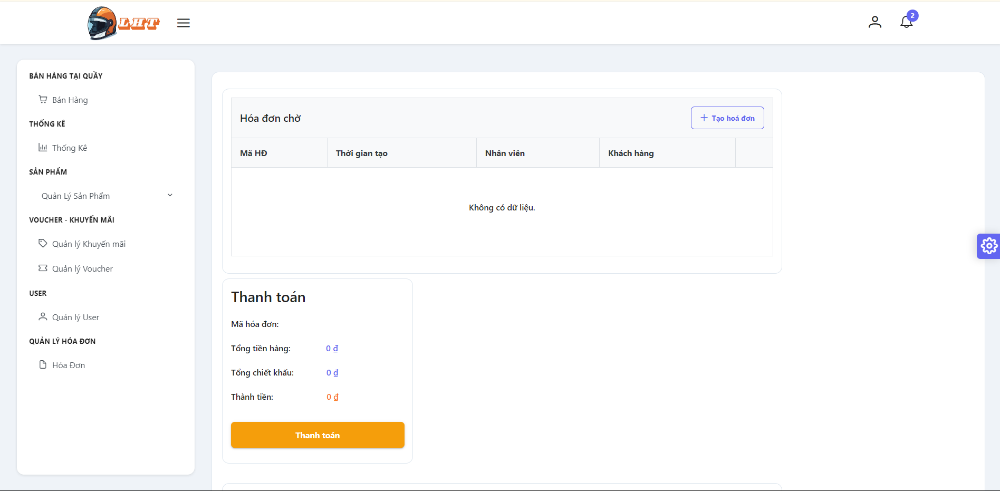 LHT
2
BÁN HÀNG TẠI QUẦY
Bán Hàng
THỐNG KÊ
Thống Kê
SẢN PHẨM
Quản Lý Sản Phẩm
VOUCHER - KHUYẾN MÃI
Quản lý Khuyến mãi
Quản lý Voucher
USER
Quản lý User
QUẢN LÝ HÓA ĐƠN
Hóa Đơn
Hóa đơn chờ
Tạo hoá đơn
Mã HĐ Thời gian tạo Nhân viên Khách hàng
Không có dữ liệu.
Thanh toán
Mã hóa đơn:
Tổng tiền hàng: 0 ₫
Tổng chiết khấu: 0 ₫
Thành tiền: 0 ₫
Thanh toán